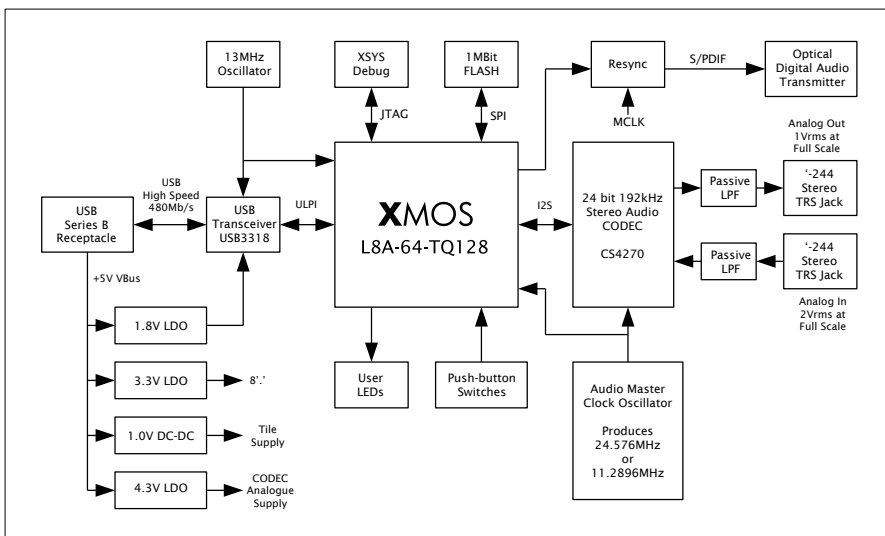 13MHz
Oscillator
XSYS
Debug
1MBit
FLASH
Resync
S/PDIF
Optical
Digital Audio
Transmitter
JTAG
SPI
MCLK
Analog Out
1Vrms at
Full Scale
USB
High Speed
480Mb/s
USB
Series B
Receptacle
USB
Transceiver
USB3318
ULPI
XMOS
L8A-64-TQ128
I2S
24 bit 192kHz
Stereo Audio
CODEC
CS4270
Passive
LPF
‘-244
Stereo
TRS Jack
Passive
LPF
‘-244
Stereo
TRS Jack
Analog In
2Vrms at
Full Scale
+5V VBus
1.8V LDO
3.3V LDO
8'.'
1.0V DC-DC
Tile
Supply
4.3V LDO
CODEC
Analogue
Supply
User
LEDs
Push-button
Switches
Audio Master
Clock Oscillator
Produces
24.576MHz
or
11.2896MHz